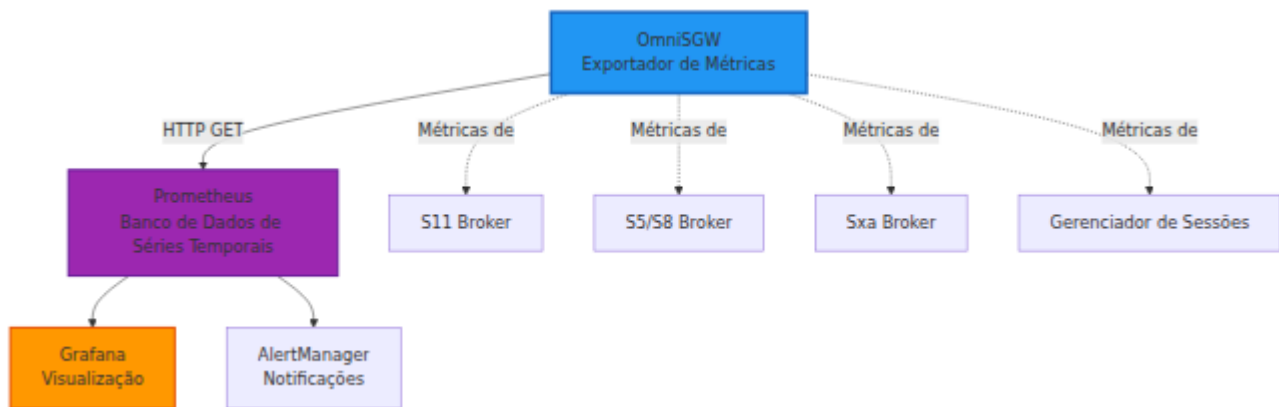 OmniSGW
Exportador de Métricas
HTTP GET
Métricas de
Métricas de
Métricas de
Métricas de
Prometheus
Banco de Dados de
Séries Temporais
S11 Broker
S5/S8 Broker
Sxa Broker
Gerenciador de Sessões
Grafana
Visualização
AlertManager
Notificações